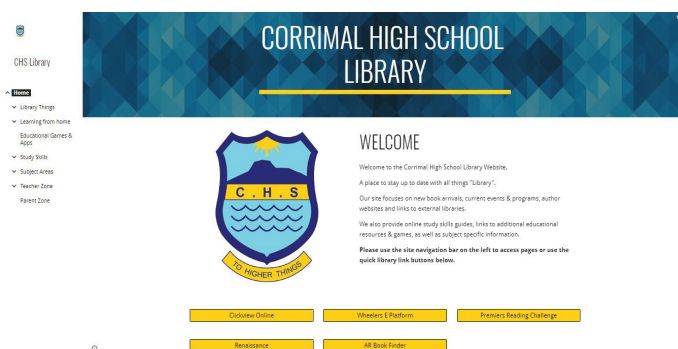 CORRIMAL HIGH SCHOOL
LIBRARY
CHS Library
Home
Library Things
Learning from home
Educational Games &
Apps
Study Skills
Subject Areas
Teacher Zone
Parent Zone
C . H . S
TO HIGHER THINGS
WELCOME
Welcome to the Corrimal High School Library Website.
A place to stay up to date with all things "Library".
Our site focuses on new book arrivals, current events & programs, author
websites and links to external libraries.
We also provide online study skills guides, links to additional educational
resources & games, as well as subject specific information.
Please use the site navigation bar on the left to access pages or use the
quick library link buttons below.
Clickview Online
Wheelers E Platform
Premiers Reading Challenge
Renaissance
AR Book Finder